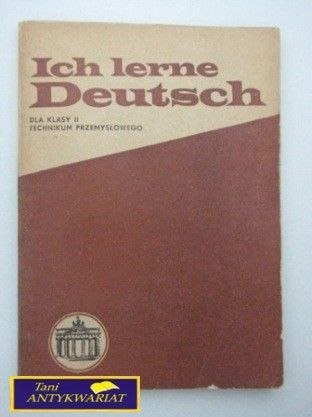 Ich lerne
Deutsch
DLA KLASY II
TECHNIKUM PRZEMYSŁOWEGO
Tani
ANTYKWARIAT